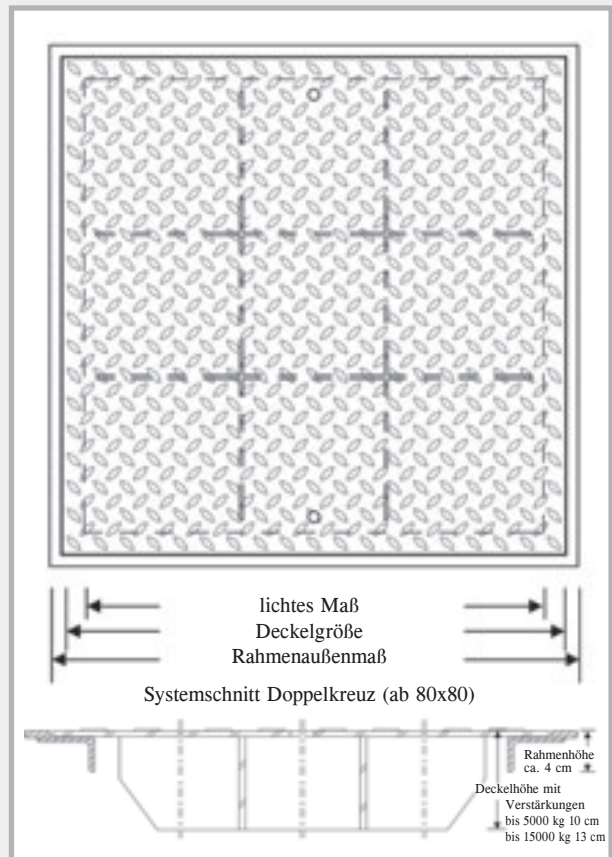 lichtes Maß
Deckelgröße
Rahmenaußenmaß
Systemschnitt Doppelkreuz (ab 80x80)
Rahmenhöhe
ca. 4 cm
Deckelhöhe mit
Verstärkungen
bis 5000 kg 10 cm
bis 15000 kg 13 cm